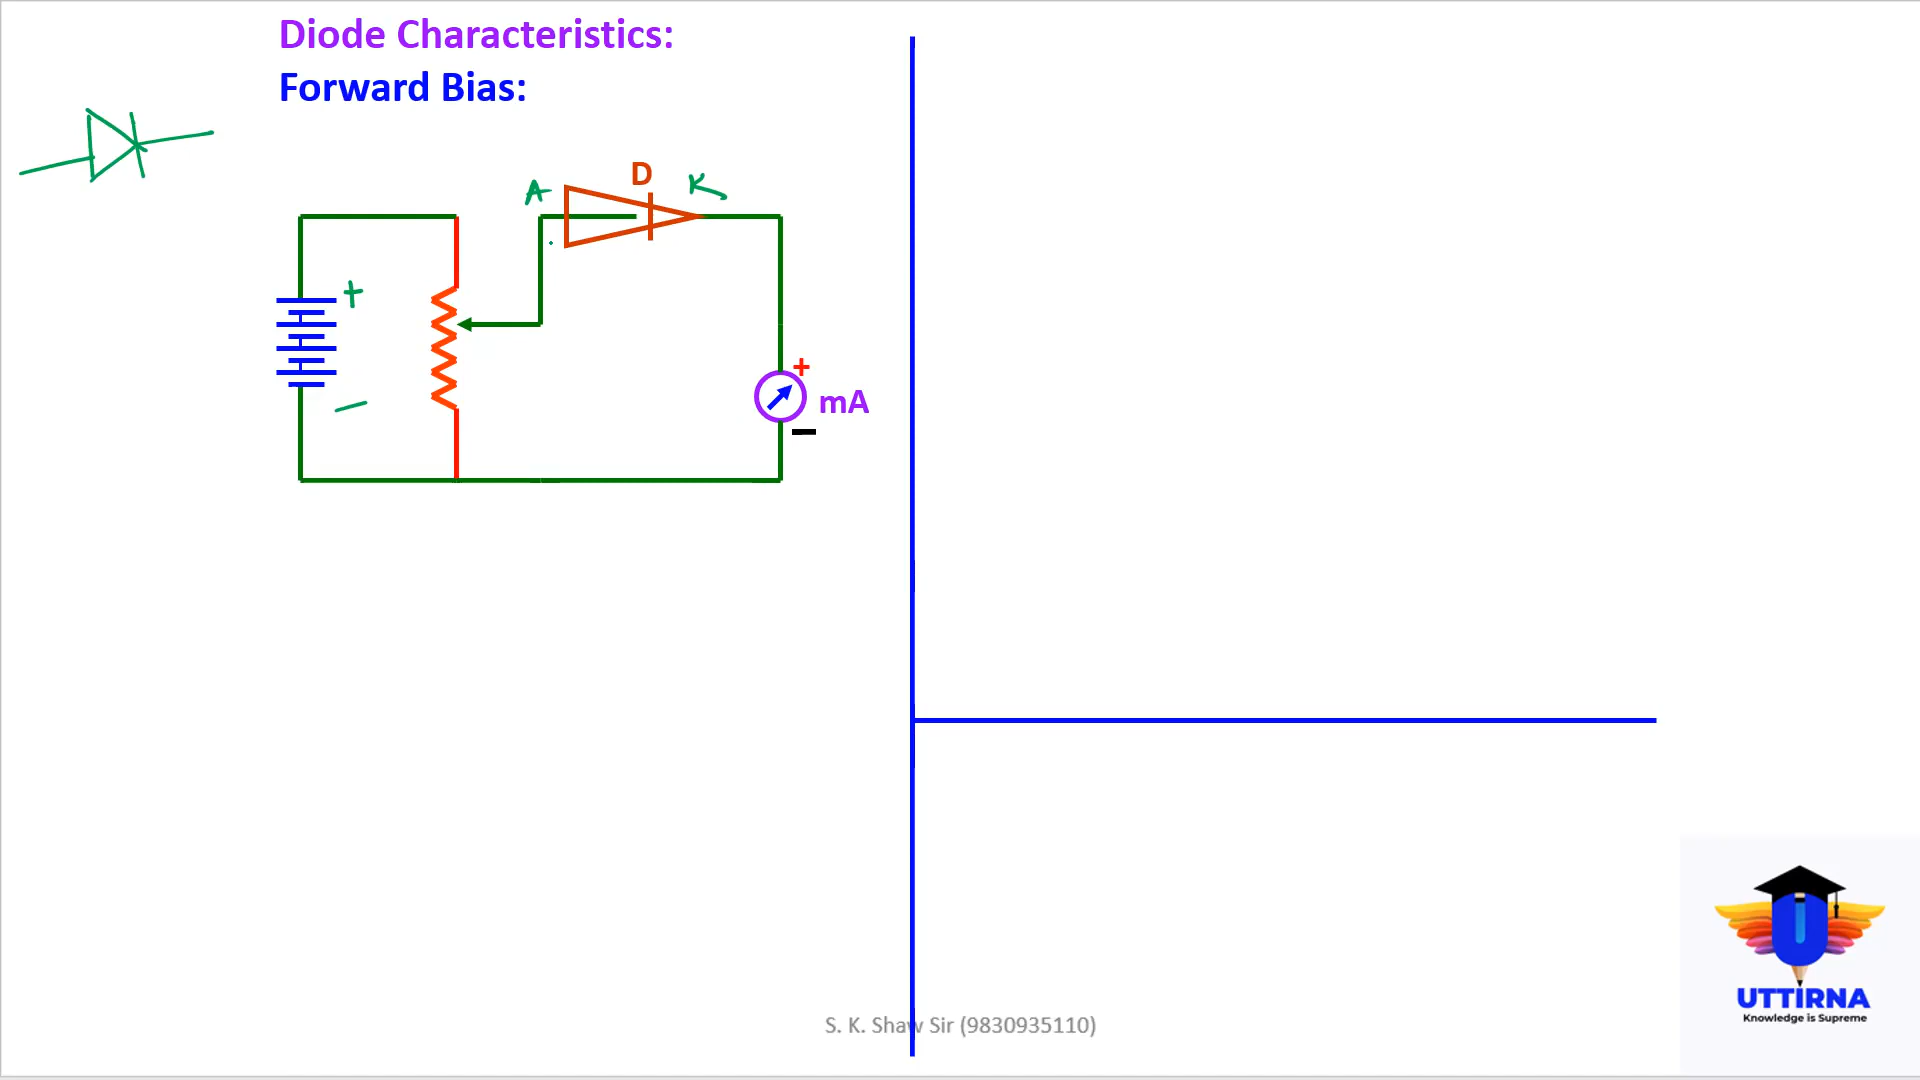 Diode Characteristics:
Forward Bias:
D
A
K
+
−
+
mA
−
S. K. Shaw Sir (9830935110)
UTTIRNA
Knowledge is Supreme